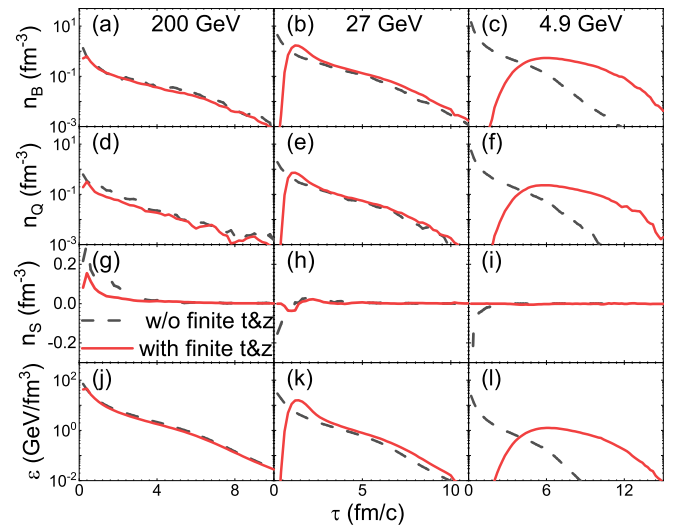 (a) 200 GeV (b) 27 GeV (c) 4.9 GeV
n_B (fm^-3)
10^1
10^-1
10^-3
(d) (e) (f)
n_Q (fm^-3)
10^1
10^-1
10^-3
(g) (h) (i)
n_S (fm^-3)
0.2
0.0
-0.2
w/o finite t&z
with finite t&z
(j) (k) (l)
ε (GeV/fm^3)
10^2
10^0
10^-2
0 4 8 0 5 10 0 6 12
τ (fm/c)